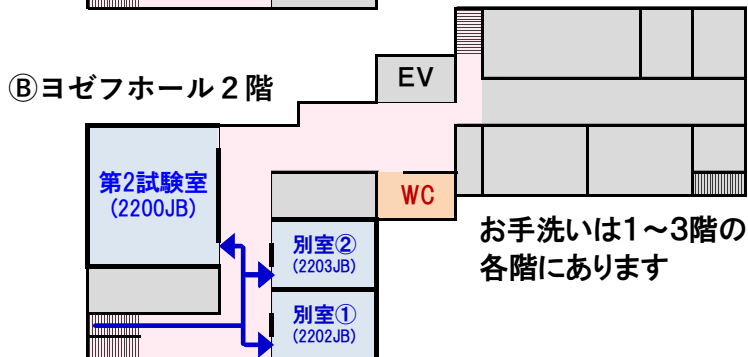 Ⓑヨゼフホール２階
EV
第2試験室
(2200JB)
WC
別室②
(2203JB)
別室①
(2202JB)
お手洗いは１～３階の
各階にあります